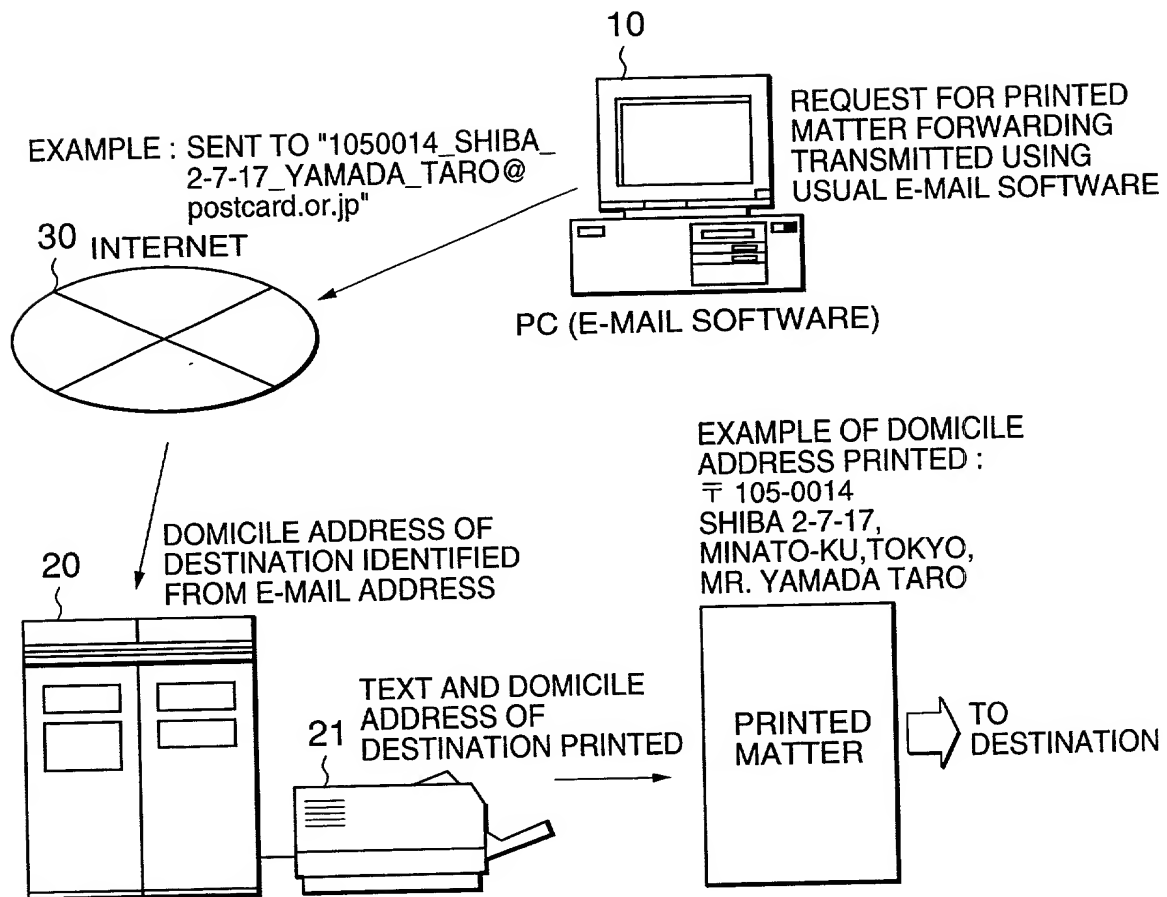 10
REQUEST FOR PRINTED
MATTER FORWARDING
TRANSMITTED USING
USUAL E-MAIL SOFTWARE
EXAMPLE : SENT TO "1050014_SHIBA_
2-7-17_YAMADA_TARO@
postcard.or.jp"
30 INTERNET
PC (E-MAIL SOFTWARE)
EXAMPLE OF DOMICILE
ADDRESS PRINTED :
〒 105-0014
SHIBA 2-7-17,
MINATO-KU,TOKYO,
MR. YAMADA TARO
DOMICILE ADDRESS OF
DESTINATION IDENTIFIED
FROM E-MAIL ADDRESS
20
TEXT AND DOMICILE
ADDRESS OF
DESTINATION PRINTED
21
PRINTED
MATTER
TO
DESTINATION